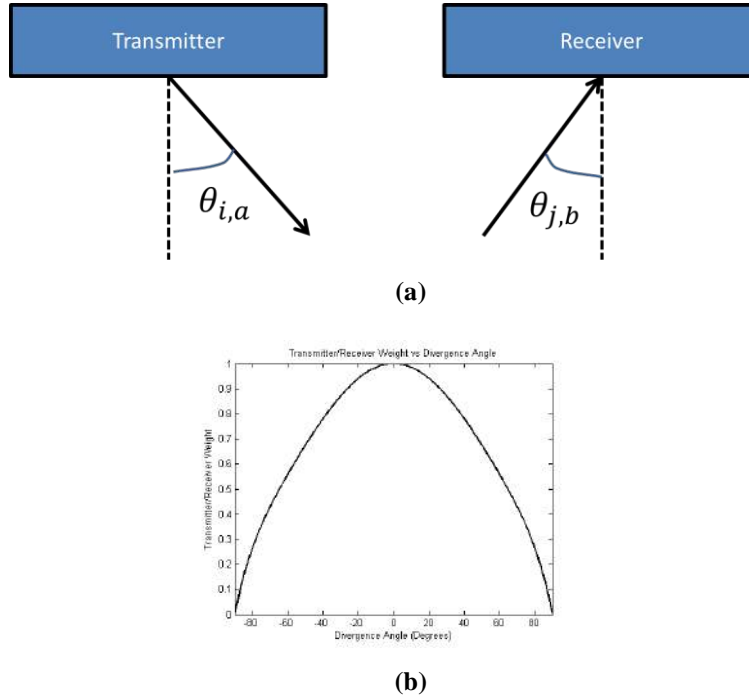 Transmitter
Receiver
θi,a
θj,b
(a)
Transmitter/Receiver Weight vs Divergence Angle
Transmitter/Receiver Weight
1
0.9
0.8
0.7
0.6
0.5
0.4
0.3
0.2
0.1
0
-80 -60 -40 -20 0 20 40 60 80
Divergence Angle (Degrees)
(b)